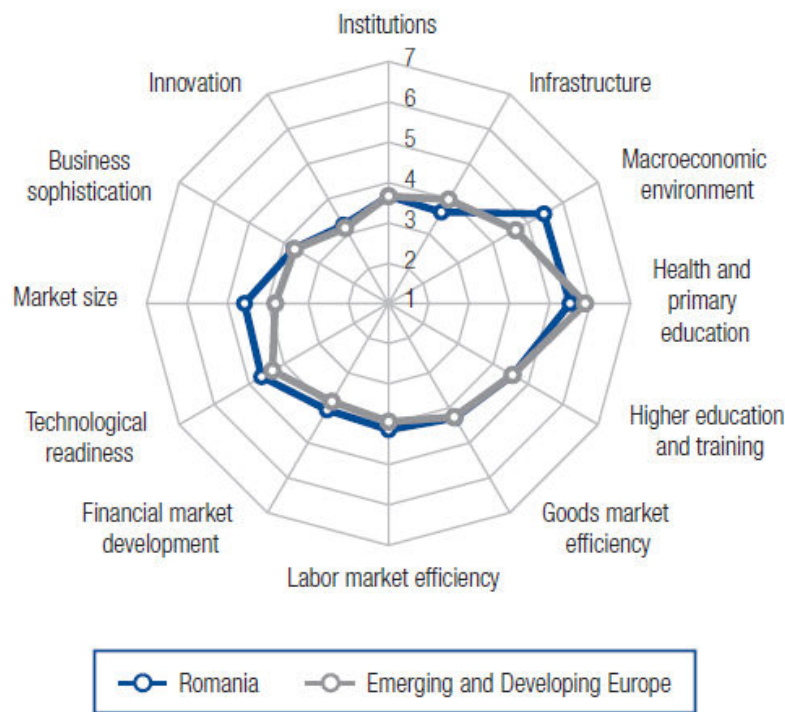 Institutions
Innovation
Infrastructure
Business
sophistication
Macroeconomic
environment
Market size
Health and
primary
education
Technological
readiness
Higher education
and training
Financial market
development
Goods market
efficiency
Labor market efficiency
7
6
5
4
3
2
1
Romania
Emerging and Developing Europe